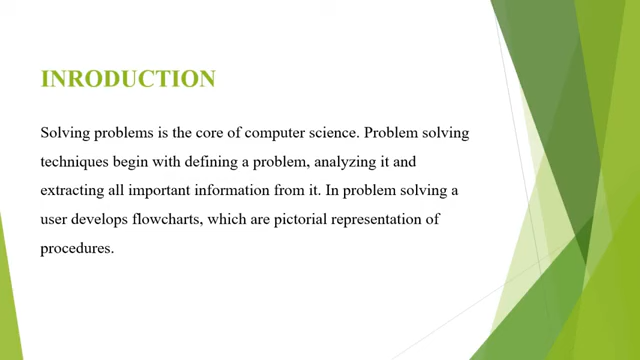 INRODUCTION
Solving problems is the core of computer science. Problem solving
techniques begin with defining a problem, analyzing it and
extracting all important information from it. In problem solving a
user develops flowcharts, which are pictorial representation of
procedures.